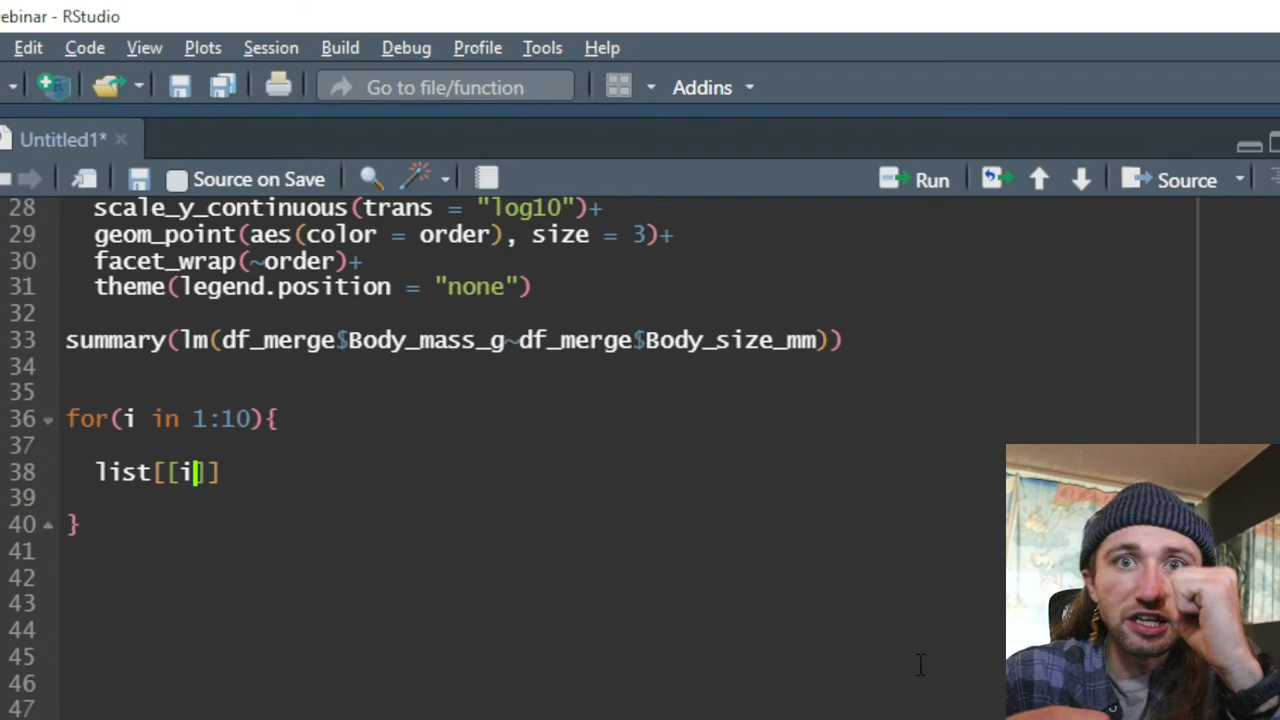 ebinar - RStudio
Edit Code View Plots Session Build Debug Profile Tools Help
Go to file/function Addins
Untitled1*
Source on Save Run Source
28 scale_y_continuous(trans = "log10")+
29 geom_point(aes(color = order), size = 3)+
30 facet_wrap(~order)+
31 theme(legend.position = "none")
32
33 summary(lm(df_merge$Body_mass_g~df_merge$Body_size_mm))
34
35
36 for(i in 1:10){
37
38 list[[i]]
39
40 }
41
42
43
44
45
46
47